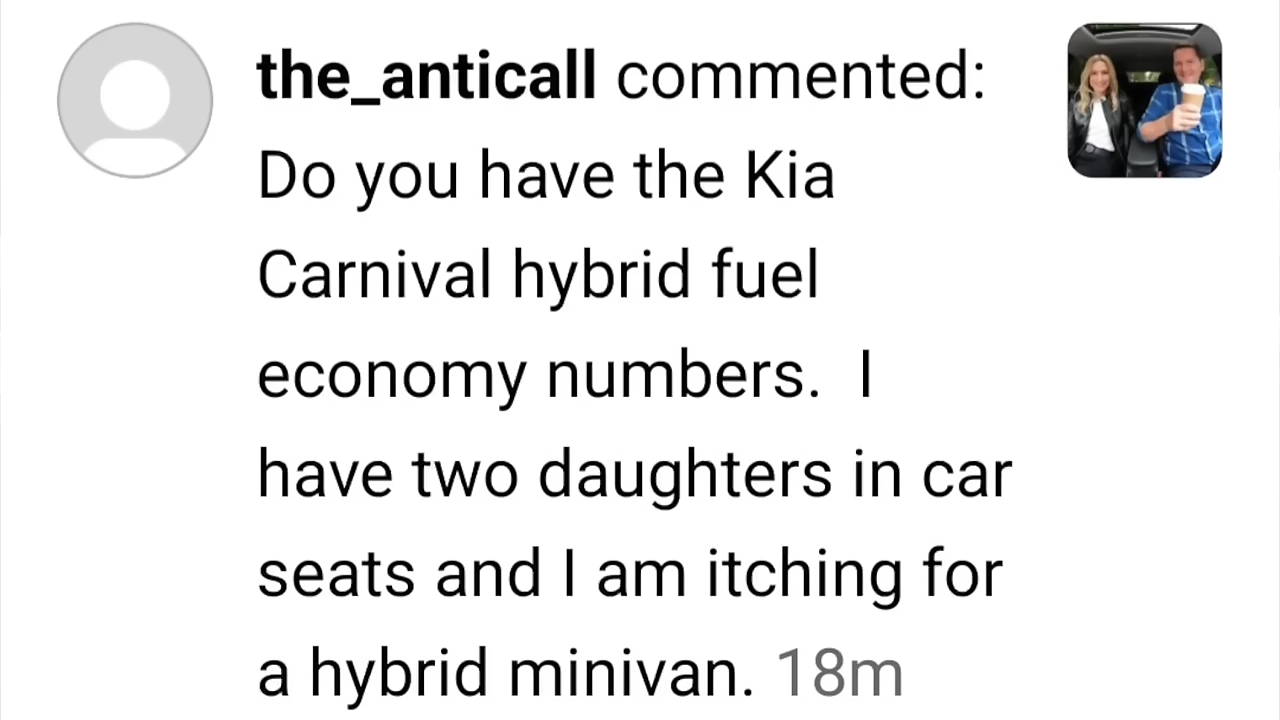 the_anticall commented:
Do you have the Kia
Carnival hybrid fuel
economy numbers.  I
have two daughters in car
seats and I am itching for
a hybrid minivan. 18m